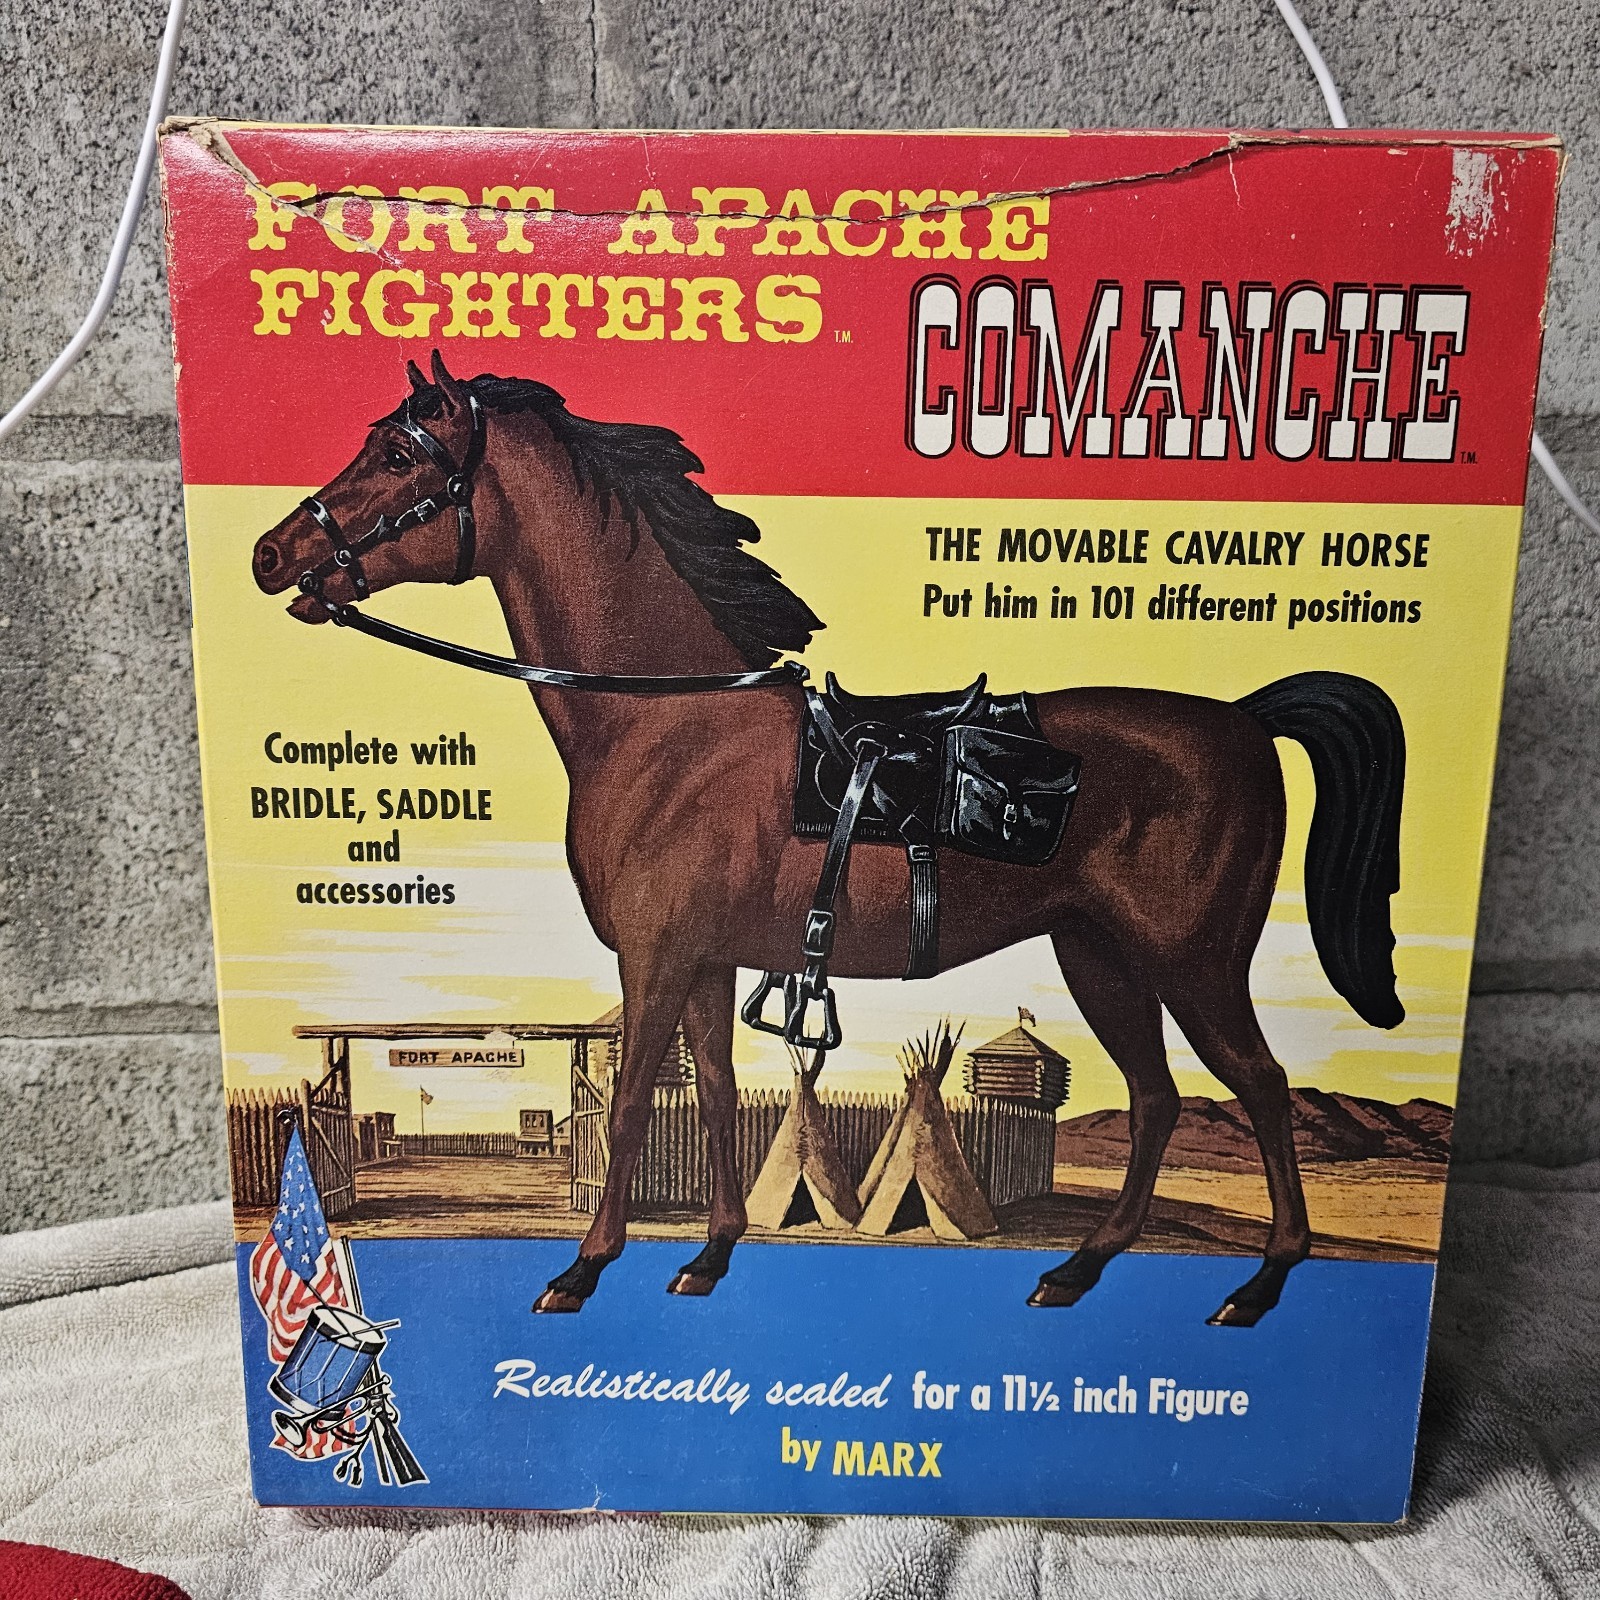 FORT APACHE
FIGHTERS T.M.
COMANCHE T.M.
THE MOVABLE CAVALRY HORSE
Put him in 101 different positions
Complete with
BRIDLE, SADDLE
and
accessories
FORT APACHE
Realistically scaled for a 11½ inch Figure
by MARX